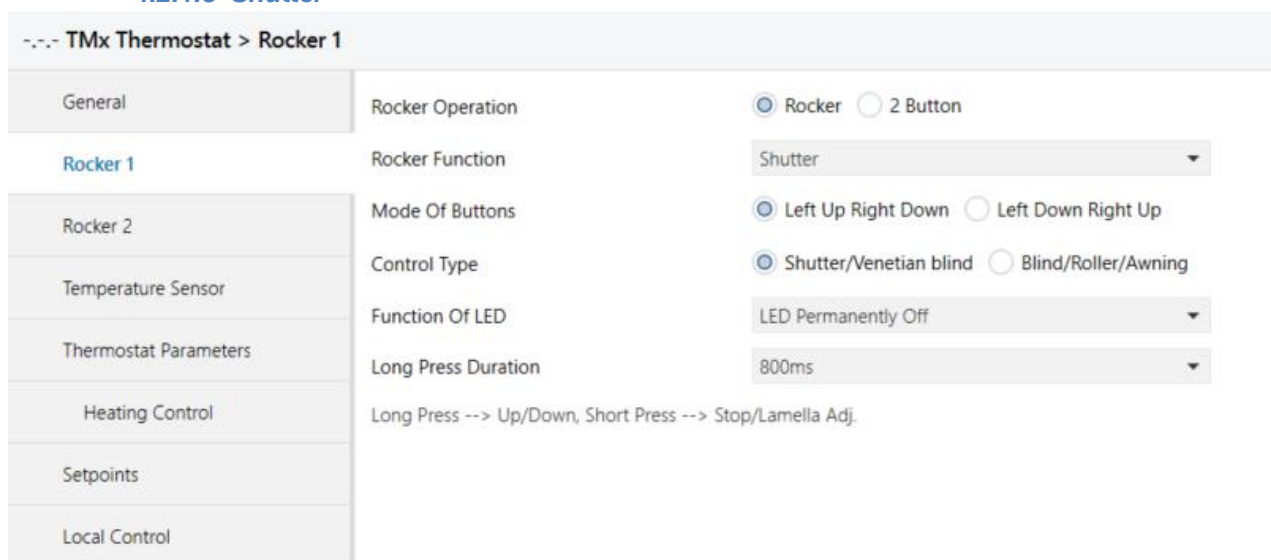 Shutter
-.-.- TMx Thermostat > Rocker 1
General
Rocker 1
Rocker 2
Temperature Sensor
Thermostat Parameters
Heating Control
Setpoints
Local Control
Rocker Operation Rocker 2 Button
Rocker Function Shutter
Mode Of Buttons Left Up Right Down Left Down Right Up
Control Type Shutter/Venetian blind Blind/Roller/Awning
Function Of LED LED Permanently Off
Long Press Duration 800ms
Long Press --> Up/Down, Short Press --> Stop/Lamella Adj.